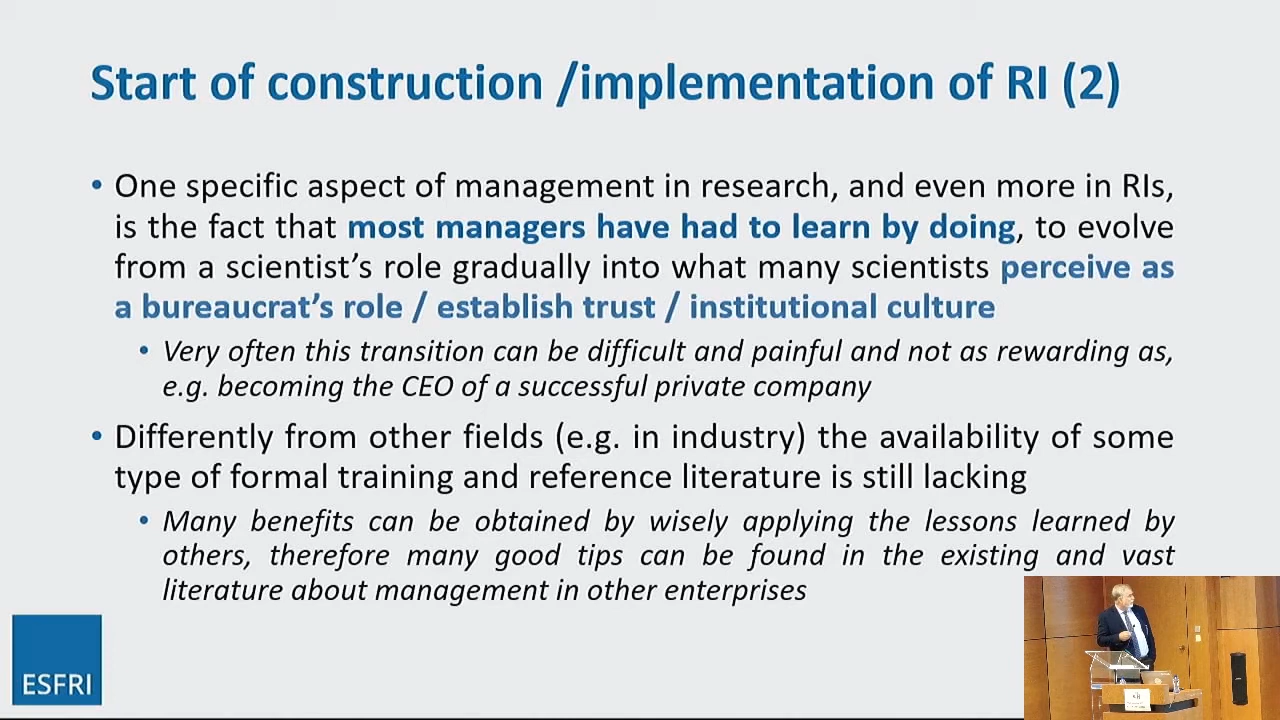 Start of construction /implementation of RI (2)
• One specific aspect of management in research, and even more in RIs,
is the fact that most managers have had to learn by doing, to evolve
from a scientist’s role gradually into what many scientists perceive as
a bureaucrat’s role / establish trust / institutional culture
• Very often this transition can be difficult and painful and not as rewarding as,
e.g. becoming the CEO of a successful private company
• Differently from other fields (e.g. in industry) the availability of some
type of formal training and reference literature is still lacking
• Many benefits can be obtained by wisely applying the lessons learned by
others, therefore many good tips can be found in the existing and vast
literature about management in other enterprises
ESFRI